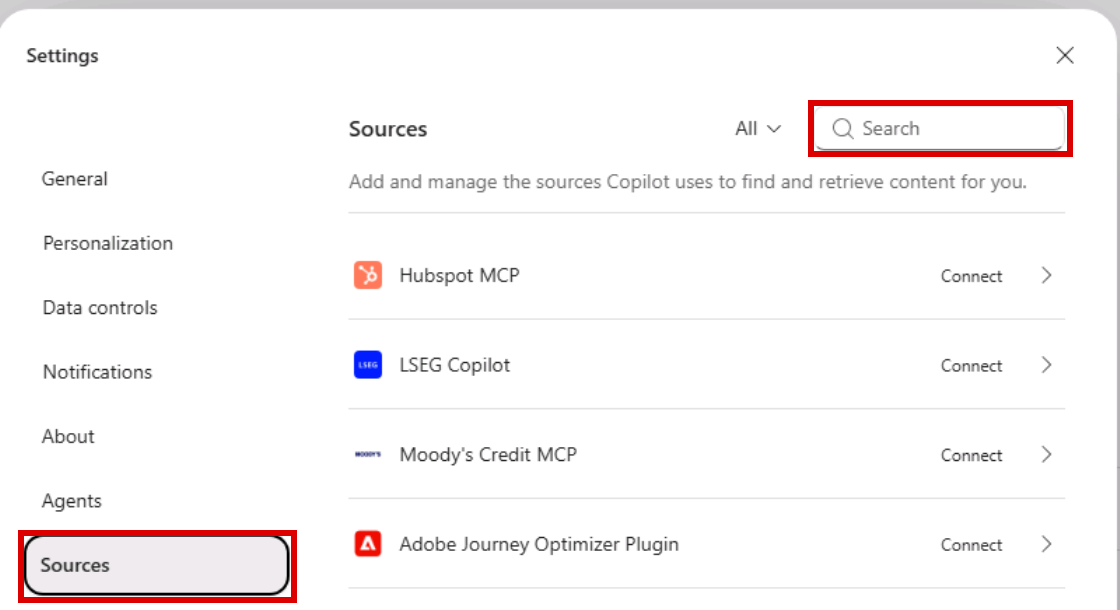 Settings
Sources
All
Search
Add and manage the sources Copilot uses to find and retrieve content for you.
General
Personalization
Data controls
Notifications
About
Agents
Sources
Hubspot MCP
Connect
LSEG
LSEG Copilot
Connect
MOODY'S
Moody's Credit MCP
Connect
Adobe Journey Optimizer Plugin
Connect